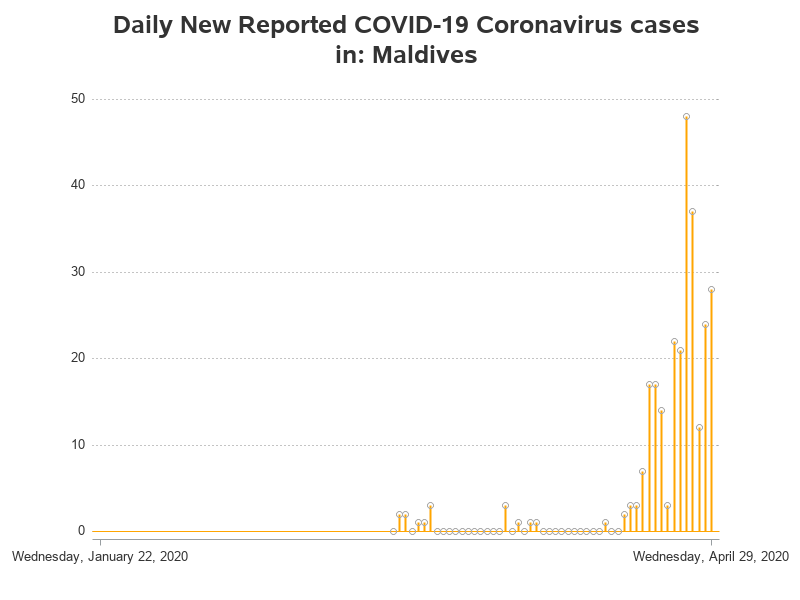 Daily New Reported COVID-19 Coronavirus cases
in: Maldives
50
40
30
20
10
0
Wednesday, January 22, 2020
Wednesday, April 29, 2020